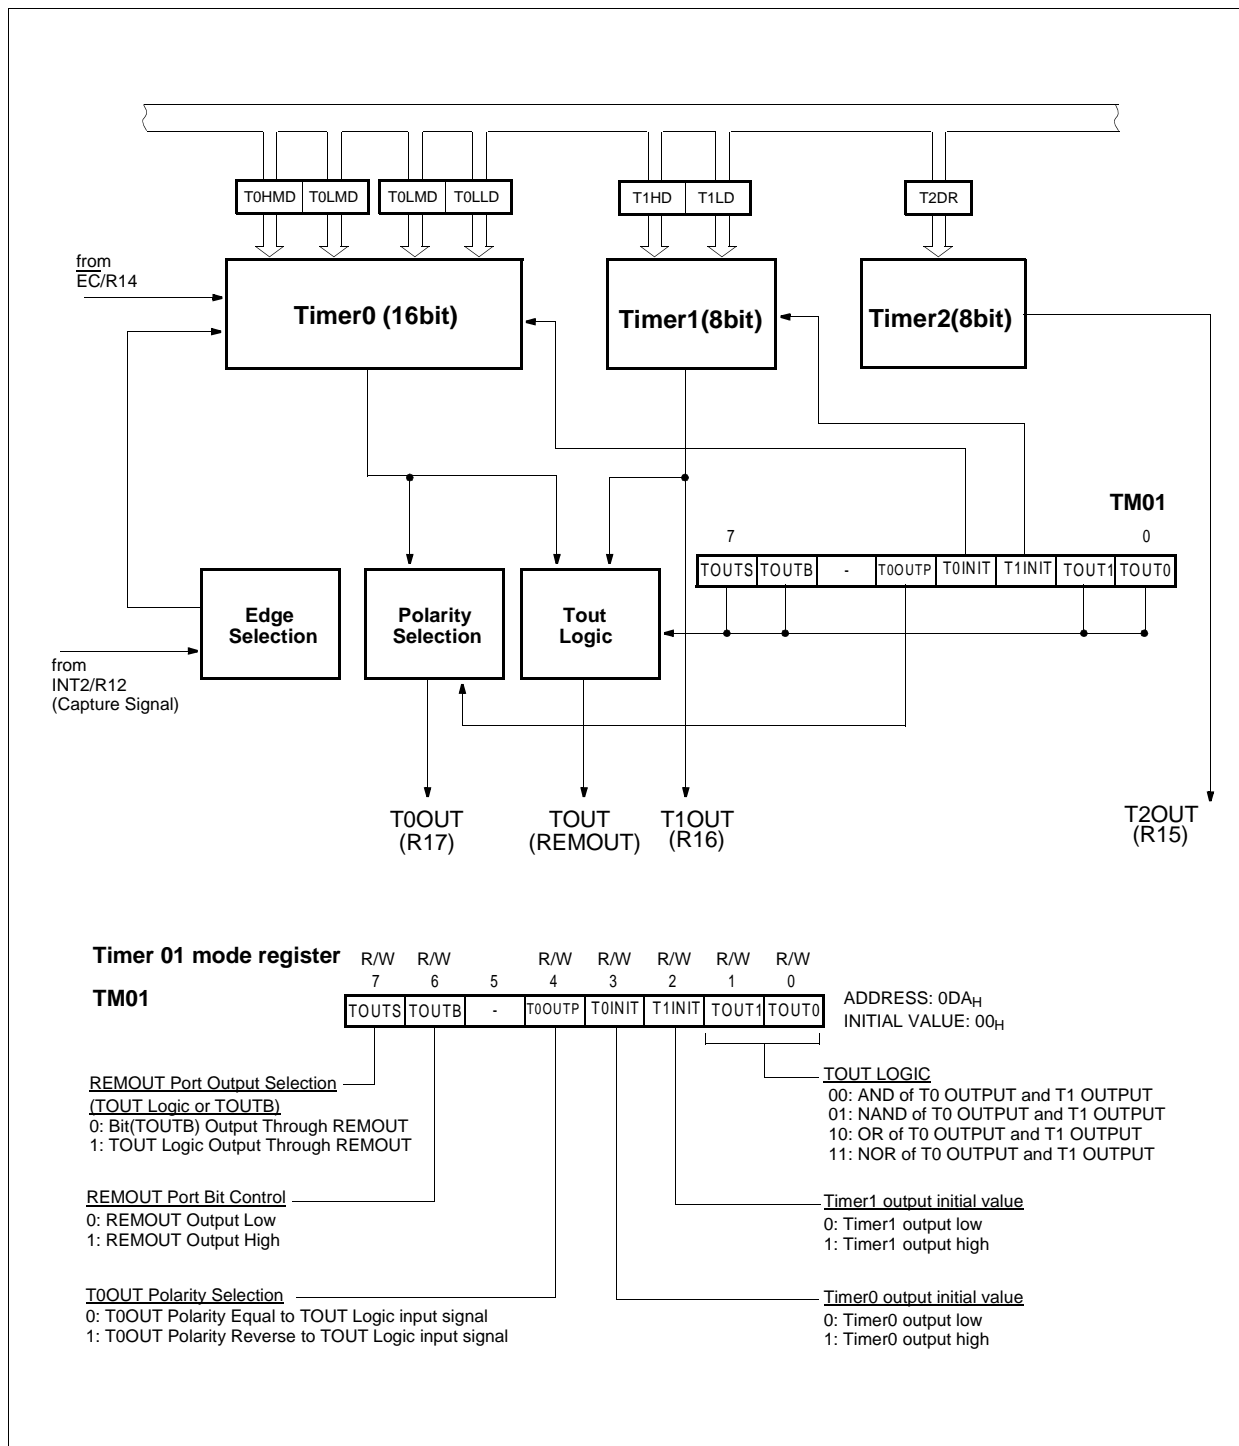 T0HMD T0LMD T0LMD T0LLD T1HD T1LD T2DR
from
EC/R14
Timer0 (16bit)
Timer1(8bit)
Timer2(8bit)
TM01
7 0
TOUTS TOUTB - T0OUTP T0INIT T1INIT TOUT1 TOUT0
Edge
Selection
Polarity
Selection
Tout
Logic
from
INT2/R12
(Capture Signal)
T0OUT
(R17)
TOUT
(REMOUT)
T1OUT
(R16)
T2OUT
(R15)
Timer 01 mode register
TM01
R/W R/W R/W R/W R/W R/W R/W
7 6 5 4 3 2 1 0
TOUTS TOUTB - T0OUTP T0INIT T1INIT TOUT1 TOUT0
ADDRESS: 0DAH
INITIAL VALUE: 00H
REMOUT Port Output Selection
(TOUT Logic or TOUTB)
0: Bit(TOUTB) Output Through REMOUT
1: TOUT Logic Output Through REMOUT
TOUT LOGIC
00: AND of T0 OUTPUT and T1 OUTPUT
01: NAND of T0 OUTPUT and T1 OUTPUT
10: OR of T0 OUTPUT and T1 OUTPUT
11: NOR of T0 OUTPUT and T1 OUTPUT
REMOUT Port Bit Control
0: REMOUT Output Low
1: REMOUT Output High
Timer1 output initial value
0: Timer1 output low
1: Timer1 output high
T0OUT Polarity Selection
0: T0OUT Polarity Equal to TOUT Logic input signal
1: T0OUT Polarity Reverse to TOUT Logic input signal
Timer0 output initial value
0: Timer0 output low
1: Timer0 output high